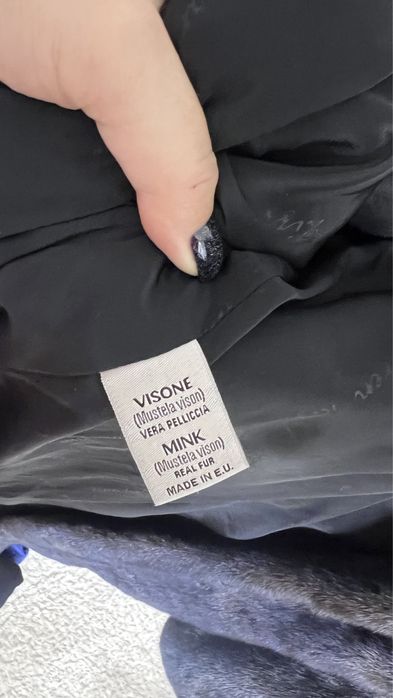 VISONE
(Mustela vison)
VERA PELLICCIA
MINK
(Mustela vison)
REAL FUR
MADE IN E.U.